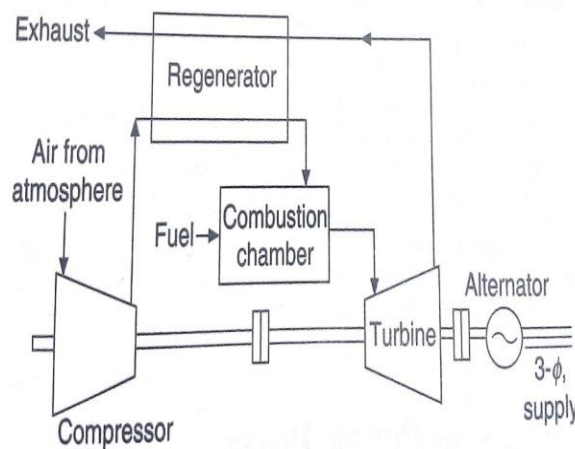 Exhaust
Regenerator
Air from
atmosphere
Fuel
Combustion
chamber
Alternator
Turbine
3-ϕ,
supply
Compressor